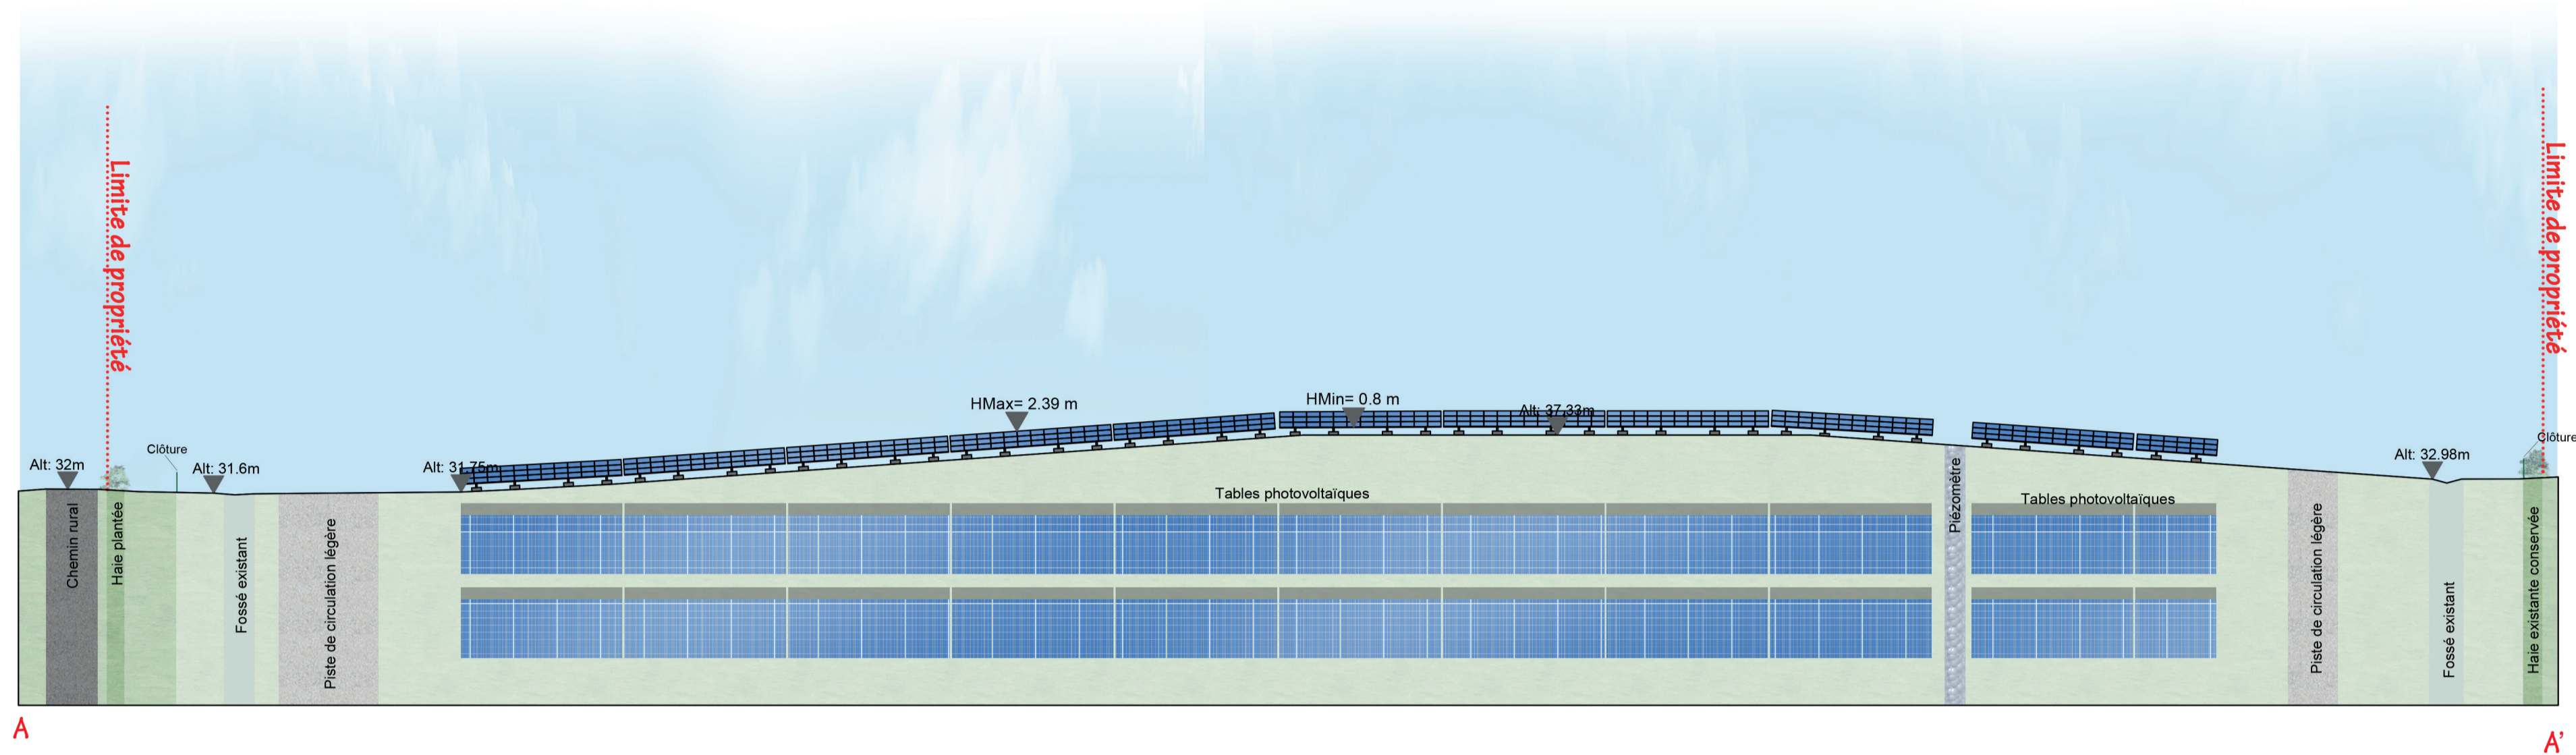 Limite de propriété
Limite de propriété
HMax= 2.39 m
HMin= 0.8 m
Alt: 37.33m
Clôture
Clôture
Alt: 32m
Alt: 31.6m
Alt: 31.75m
Alt: 32.98m
Tables photovoltaïques
Tables photovoltaïques
Chemin rural
Haie plantée
Fossé existant
Piste de circulation légère
Piézomètre
Piste de circulation légère
Fossé existant
Haie existante conservée
A
A'